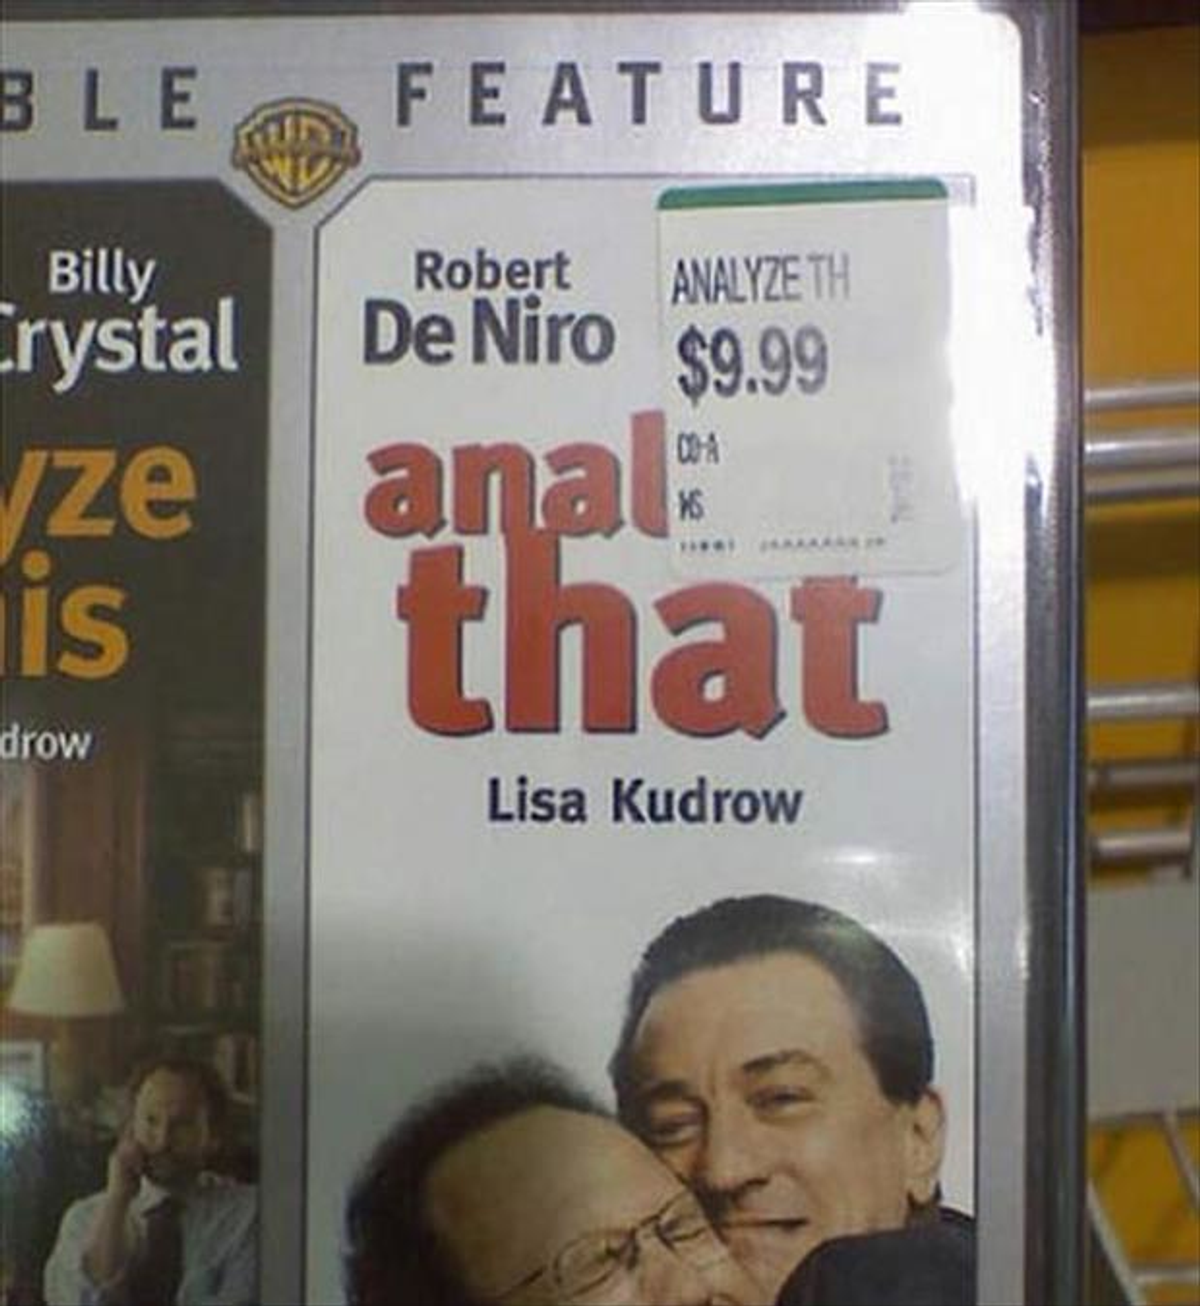 BLE FEATURE
Billy
Crystal
yze
is
drow
Robert
De Niro
anal
that
Lisa Kudrow
ANALYZE TH
$9.99
CO-A
WS